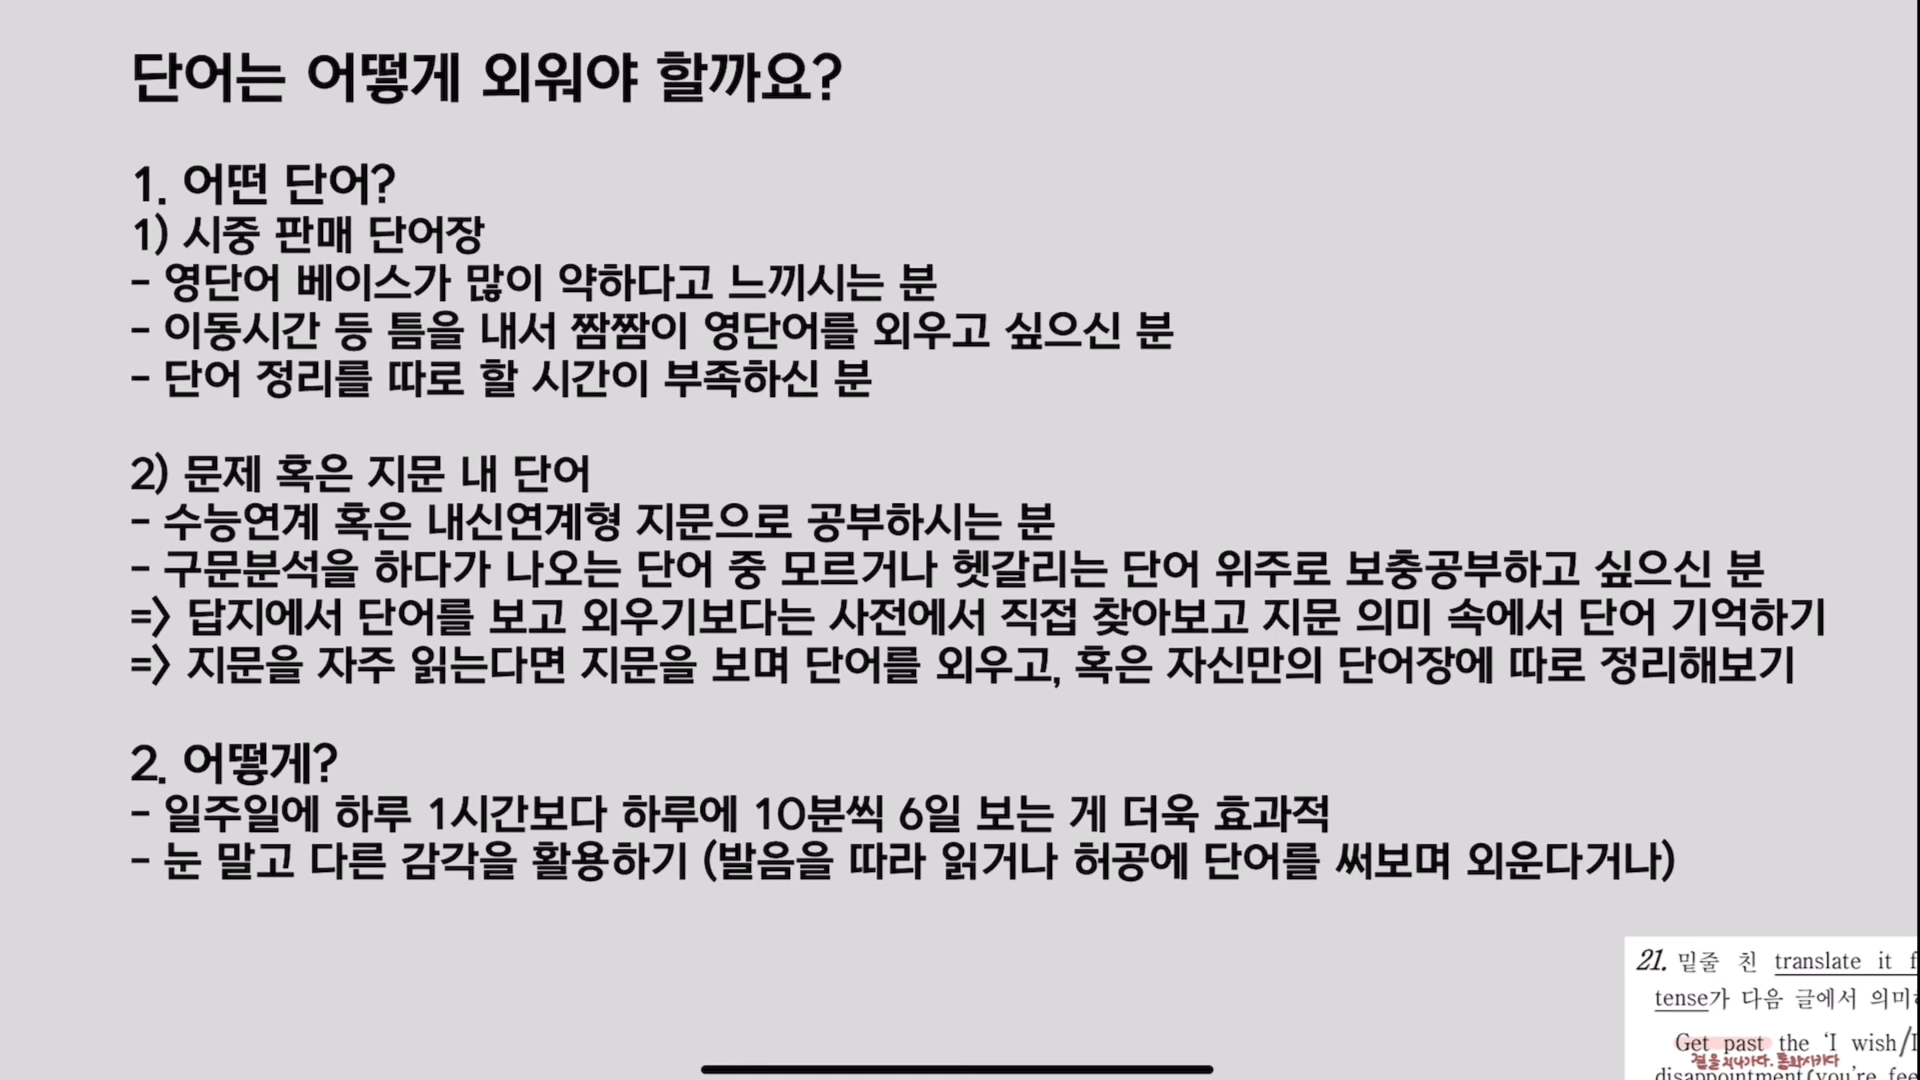 단어는 어떻게 외워야 할까요?
1. 어떤 단어?
1) 시중 판매 단어장
- 영단어 베이스가 많이 약하다고 느끼시는 분
- 이동시간 등 틈을 내서 짬짬이 영단어를 외우고 싶으신 분
- 단어 정리를 따로 할 시간이 부족하신 분
2) 문제 혹은 지문 내 단어
- 수능연계 혹은 내신연계형 지문으로 공부하시는 분
- 구문분석을 하다가 나오는 단어 중 모르거나 헷갈리는 단어 위주로 보충공부하고 싶으신 분
=> 답지에서 단어를 보고 외우기보다는 사전에서 직접 찾아보고 지문 의미 속에서 단어 기억하기
=> 지문을 자주 읽는다면 지문을 보며 단어를 외우고, 혹은 자신만의 단어장에 따로 정리해보기
2. 어떻게?
- 일주일에 하루 1시간보다 하루에 10분씩 6일 보는 게 더욱 효과적
- 눈 말고 다른 감각을 활용하기 (발음을 따라 읽거나 허공에 단어를 써보며 외운다거나)
21. 밑줄 친 translate it
tense가 다음 글에서
Get past the ‘I wish/I
disappointment(you're